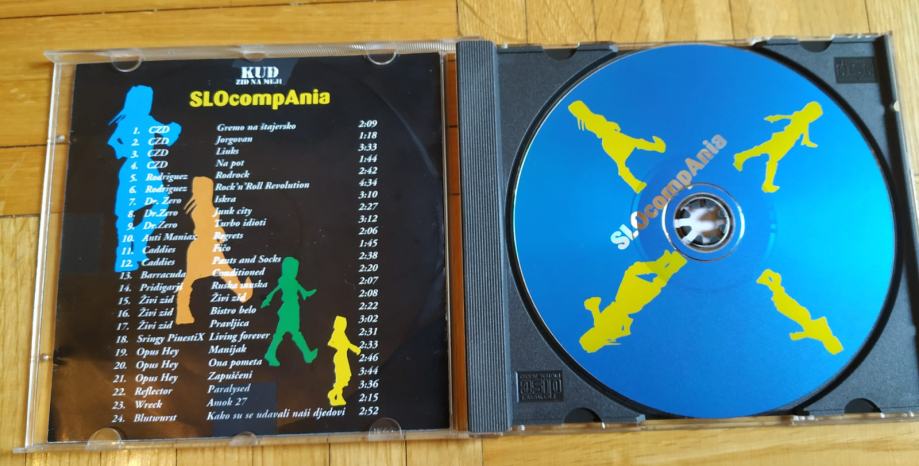 KUD
ZID NA MEJI
SLOcompAnia
1. CZD Gremo na štajersko 2:09
2. CZD Jorgovan 1:18
3. CZD Links 3:33
4. CZD Na pot 1:44
5. Rodriguez Rodrock 2:42
6. Rodriguez Rock'n'Roll Revolution 4:34
7. Dr. Zero Iskra 3:10
8. Dr.Zero Junk city 2:27
9. Dr.Zero Turbo idioti 3:12
10. Anti Maniax Regrets 2:06
11. Caddies Fičo 1:45
12. Caddies Pants and Socks 2:38
13. Barracuda Conditioned 2:20
14. Pridigarji Ruska muska 2:07
15. Živi zid Živi zid 2:08
16. Živi zid Bistro belo 2:22
17. Živi zid Pravljica 3:02
18. Sringy PinestiX Living forever 2:31
19. Opus Hey Manijak 2:33
20. Opus Hey Ona pometa 2:46
21. Opus Hey Zapuščeni 3:44
22. Reflector Paralysed 3:36
23. Wreck Amok 27 2:15
24. Blutwurst Kako su se udavali naši djedovi 2:52
SLOcompAnia